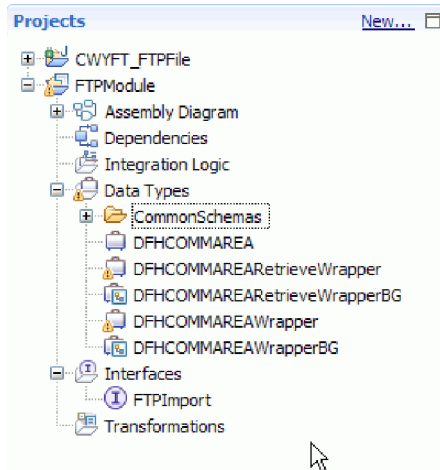 Projects New...
CWYFT_FTPFile
FTPModule
Assembly Diagram
Dependencies
Integration Logic
Data Types
CommonSchemas
DFHCOMMAREA
DFHCOMMAREARetrieveWrapper
DFHCOMMAREARetrieveWrapperBG
DFHCOMMAREAWrapper
DFHCOMMAREAWrapperBG
Interfaces
FTPImport
Transformations